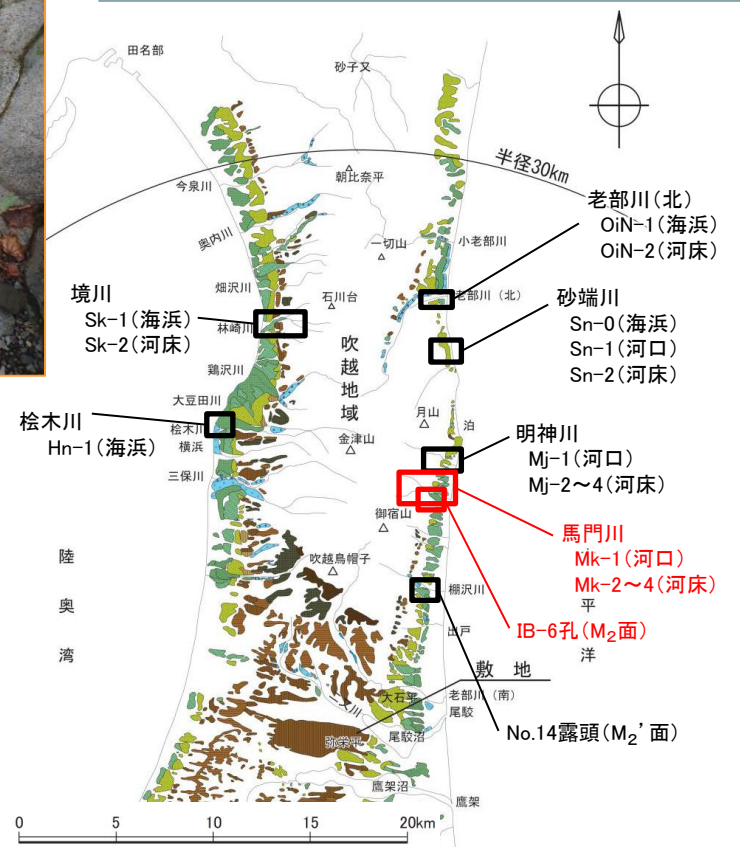 田名部
砂子又
半径30km
朝比奈平
今泉川
奥内川
老部川(北)
OiN-1(海浜)
OiN-2(河床)
一切山
小老部川
畑沢川
石川台
老部川(北)
境川
Sk-1(海浜)
Sk-2(河床)
林崎川
砂端川
Sn-0(海浜)
Sn-1(河口)
Sn-2(河床)
吹越地域
鶏沢川
大豆田川
月山
泊
桧木川
Hn-1(海浜)
桧木川
横浜
金津山
明神川
Mj-1(河口)
Mj-2～4(河床)
三保川
御宿山
馬門川
Mk-1(河口)
Mk-2～4(河床)
陸奥湾
吹越烏帽子
棚沢川
太平洋
IB-6孔(M₂面)
出戸
敷地
大石平
老部川(南)
二又川
尾駮
尾駮沼
弥栄平
No.14露頭(M₂'面)
鷹架沼
鷹架
0 5 10 15 20km